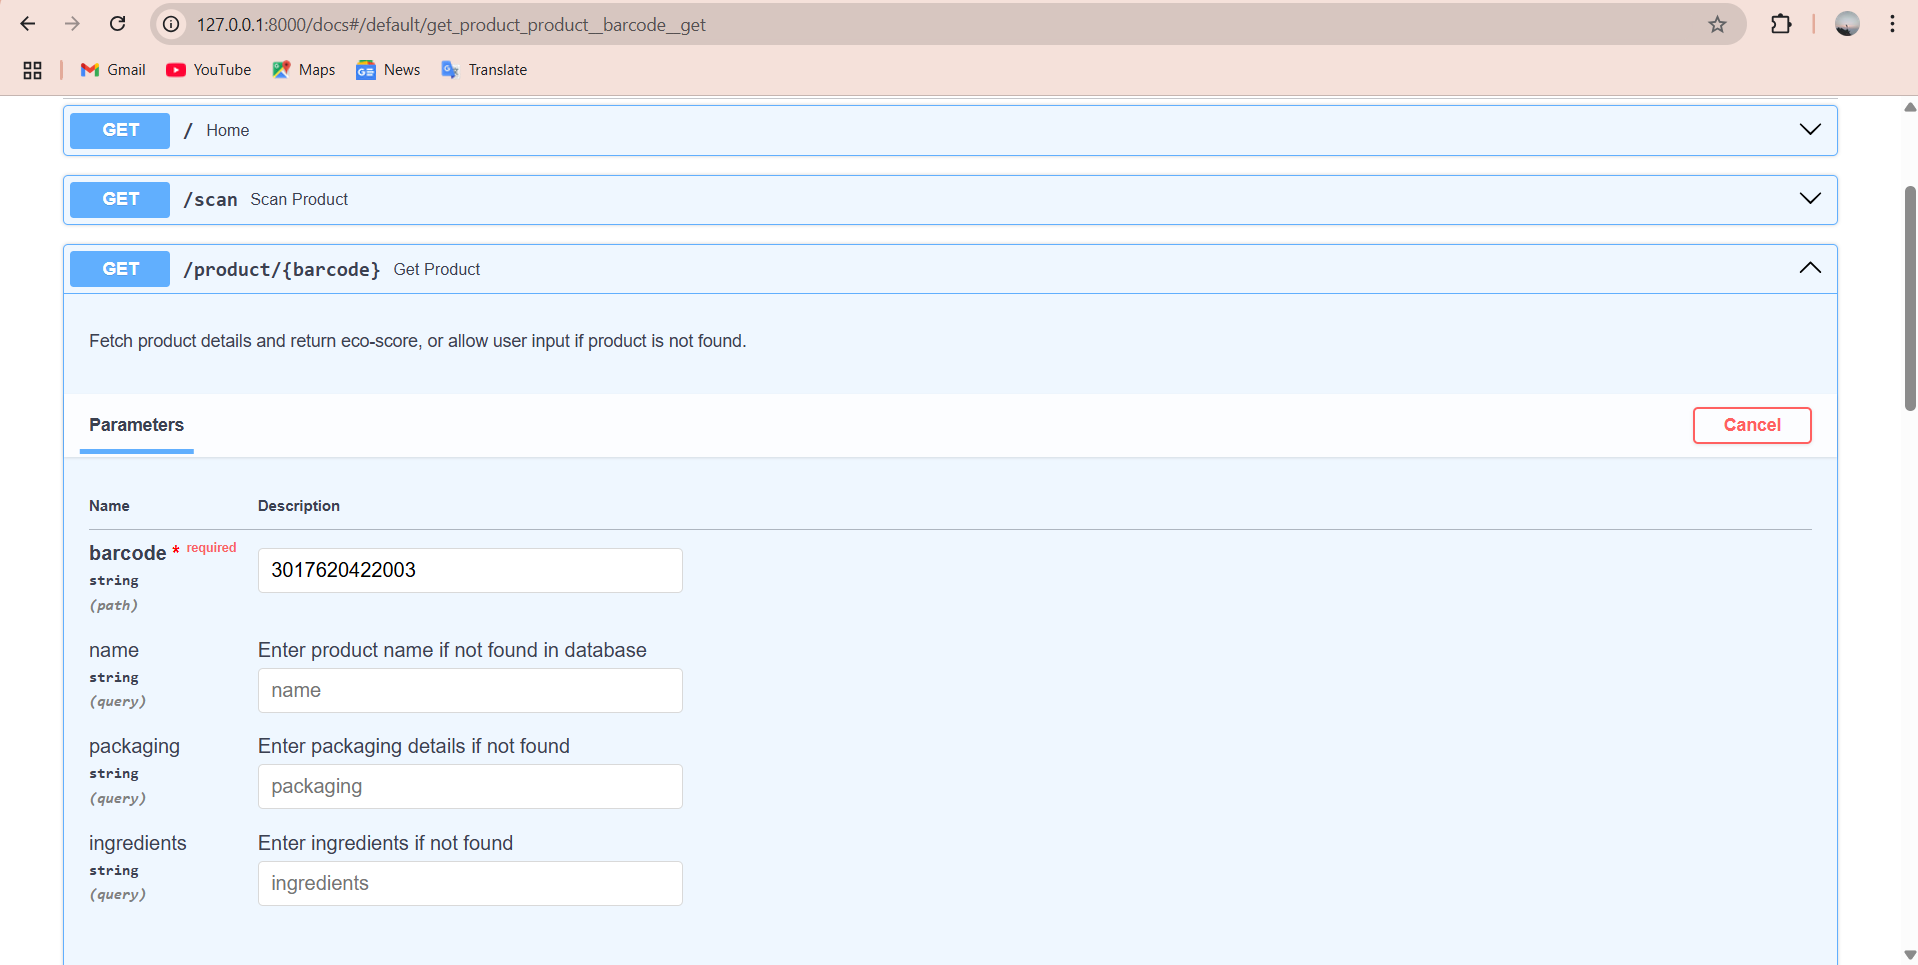 127.0.0.1:8000/docs#/default/get_product_product__barcode__get
Gmail YouTube Maps News Translate
GET / Home
GET /scan Scan Product
GET /product/{barcode} Get Product
Fetch product details and return eco-score, or allow user input if product is not found.
Parameters Cancel
Name Description
barcode * required
string
(path)
3017620422003
name
string
(query)
Enter product name if not found in database
name
packaging
string
(query)
Enter packaging details if not found
packaging
ingredients
string
(query)
Enter ingredients if not found
ingredients